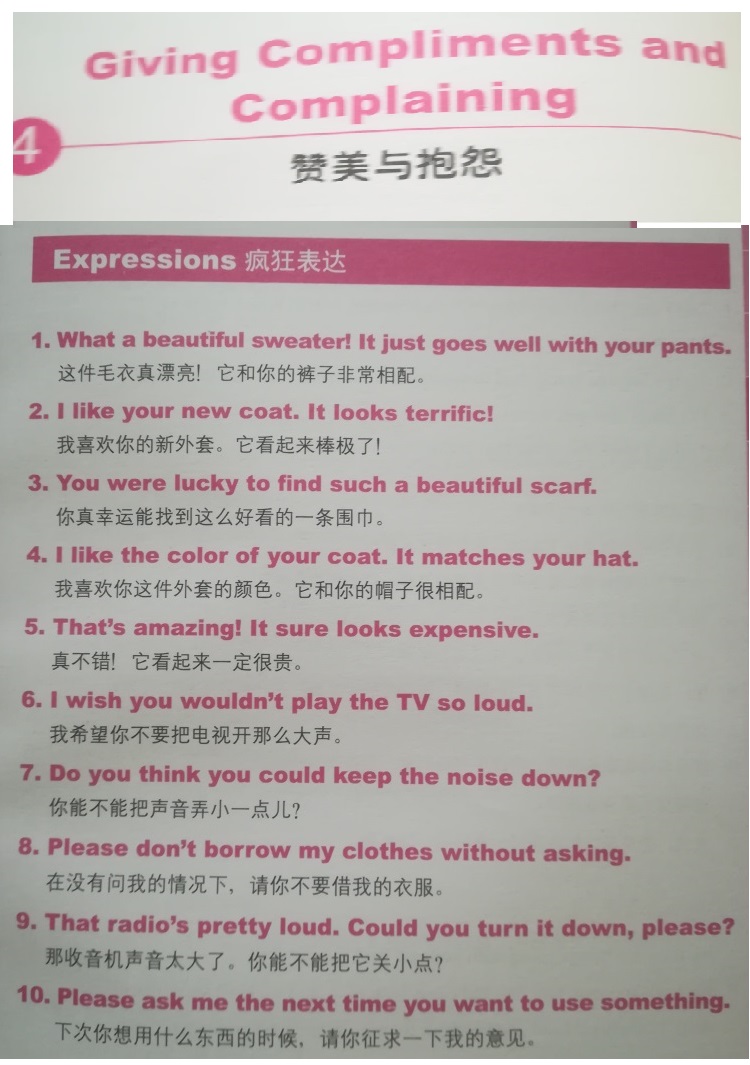 Giving Compliments and
Complaining
4
赞美与抱怨
Expressions 疯狂表达
1. What a beautiful sweater! It just goes well with your pants.
这件毛衣真漂亮！它和你的裤子非常相配。
2. I like your new coat. It looks terrific!
我喜欢你的新外套。它看起来棒极了！
3. You were lucky to find such a beautiful scarf.
你真幸运能找到这么好看的一条围巾。
4. I like the color of your coat. It matches your hat.
我喜欢你这件外套的颜色。它和你的帽子很相配。
5. That's amazing! It sure looks expensive.
真不错！它看起来一定很贵。
6. I wish you wouldn't play the TV so loud.
我希望你不要把电视开那么大声。
7. Do you think you could keep the noise down?
你能不能把声音弄小一点儿？
8. Please don't borrow my clothes without asking.
在没有问我的情况下，请你不要借我的衣服。
9. That radio's pretty loud. Could you turn it down, please?
那收音机声音太大了。你能不能把它关小点？
10. Please ask me the next time you want to use something.
下次你想用什么东西的时候，请你征求一下我的意见。